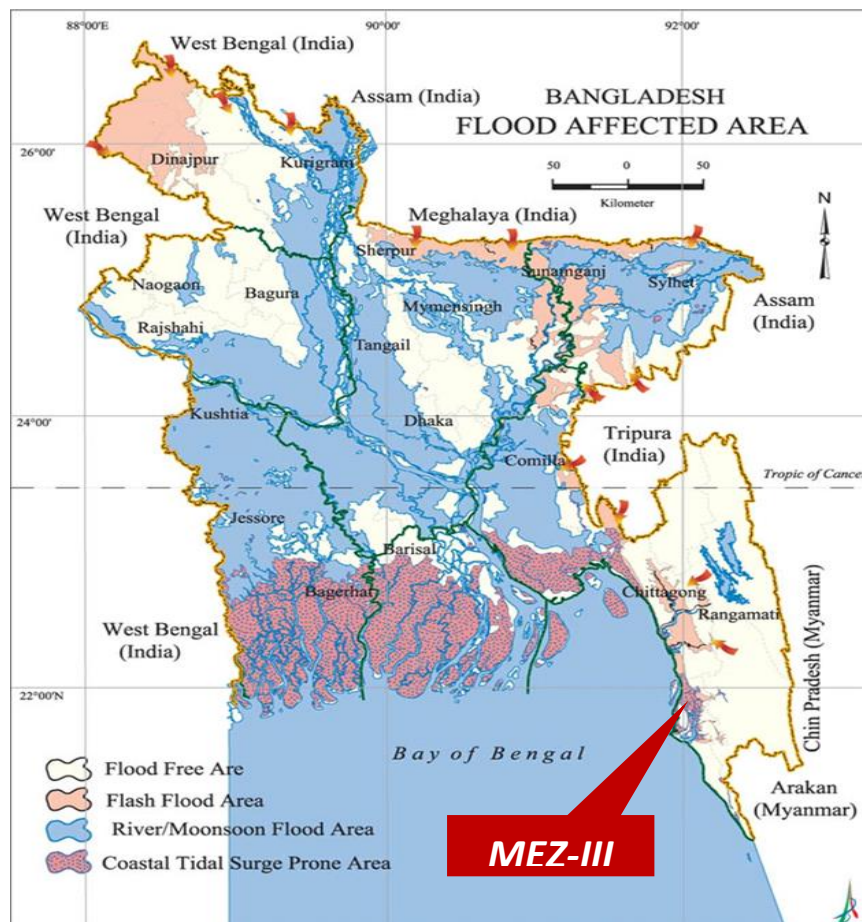 88°00'E
90°00'
92°00'
West Bengal (India)
Assam (India)
BANGLADESH
FLOOD AFFECTED AREA
26°00'
Dinajpur
Kurigram
50 0 50
Kilometer
N
West Bengal
(India)
Meghalaya (India)
Sherpur
Sunamganj
Sylhet
Naogaon
Bagura
Mymensingh
Assam
(India)
Rajshahi
Tangail
24°00'
Kushtia
Dhaka
Tripura
(India)
Comilla
Tropic of Cance
Jessore
Barisal
Bagerhat
Chittagong
Rangamati
West Bengal
(India)
Chin Pradesh (Myanmar)
22°00'N
Bay of Bengal
Flood Free Are
Flash Flood Area
River/Moonsoon Flood Area
Coastal Tidal Surge Prone Area
Arakan
(Myanmar)
MEZ-III